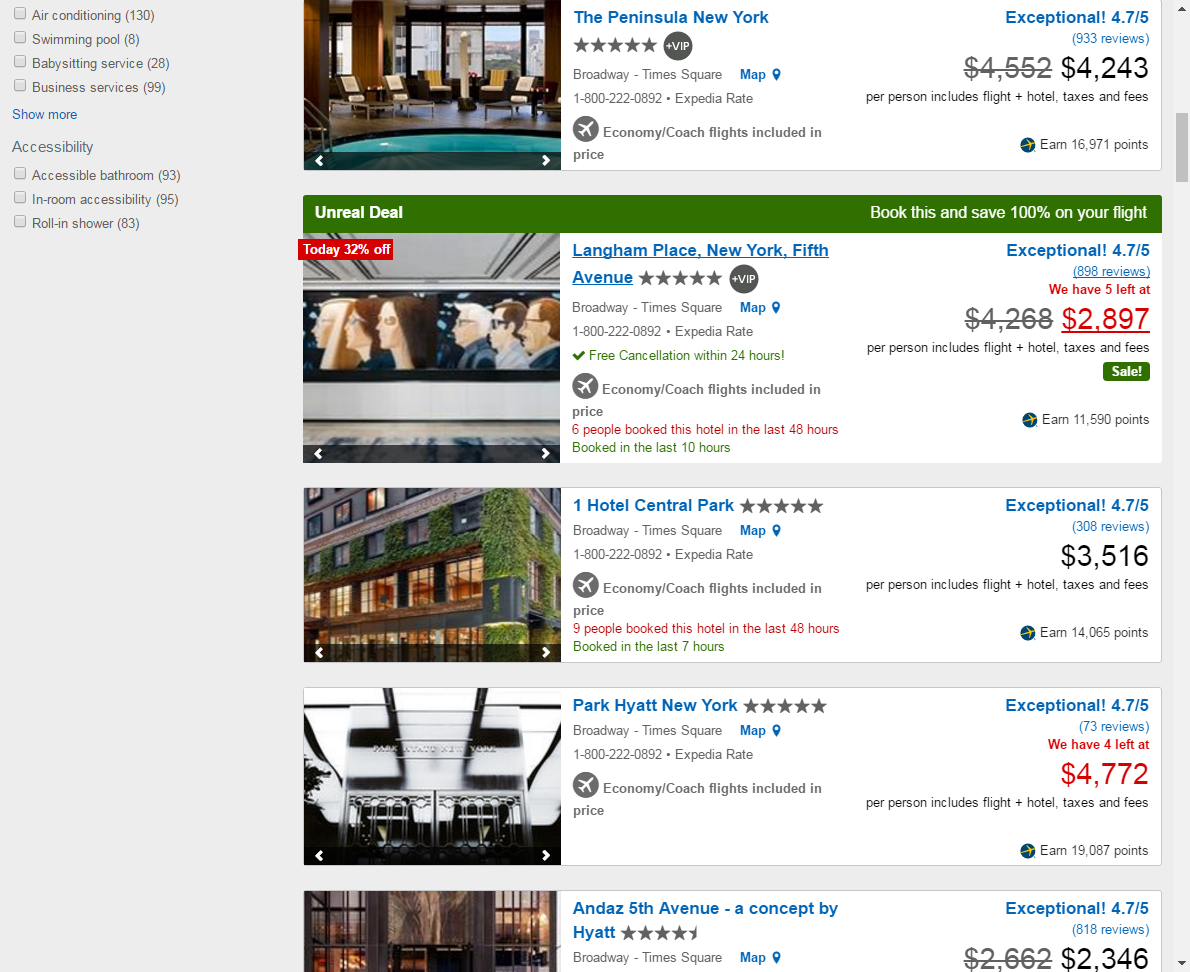 Air conditioning (130)
Swimming pool (8)
Babysitting service (28)
Business services (99)
Show more
Accessibility
Accessible bathroom (93)
In-room accessibility (95)
Roll-in shower (83)
The Peninsula New York
+VIP
Broadway - Times Square Map
1-800-222-0892 • Expedia Rate
Economy/Coach flights included in
price
Exceptional! 4.7/5
(933 reviews)
$4,552 $4,243
per person includes flight + hotel, taxes and fees
Earn 16,971 points
Unreal Deal
Book this and save 100% on your flight
Today 32% off
Langham Place, New York, Fifth
Avenue +VIP
Broadway - Times Square Map
1-800-222-0892 • Expedia Rate
Free Cancellation within 24 hours!
Economy/Coach flights included in
price
6 people booked this hotel in the last 48 hours
Booked in the last 10 hours
Exceptional! 4.7/5
(898 reviews)
We have 5 left at
$4,268 $2,897
per person includes flight + hotel, taxes and fees
Sale!
Earn 11,590 points
1 Hotel Central Park
Broadway - Times Square Map
1-800-222-0892 • Expedia Rate
Economy/Coach flights included in
price
9 people booked this hotel in the last 48 hours
Booked in the last 7 hours
Exceptional! 4.7/5
(308 reviews)
$3,516
per person includes flight + hotel, taxes and fees
Earn 14,065 points
PARK HYATT NEW YORK
Park Hyatt New York
Broadway - Times Square Map
1-800-222-0892 • Expedia Rate
Economy/Coach flights included in
price
Exceptional! 4.7/5
(73 reviews)
We have 4 left at
$4,772
per person includes flight + hotel, taxes and fees
Earn 19,087 points
Andaz 5th Avenue - a concept by
Hyatt
Broadway - Times Square Map
Exceptional! 4.7/5
(818 reviews)
$2,662 $2,346